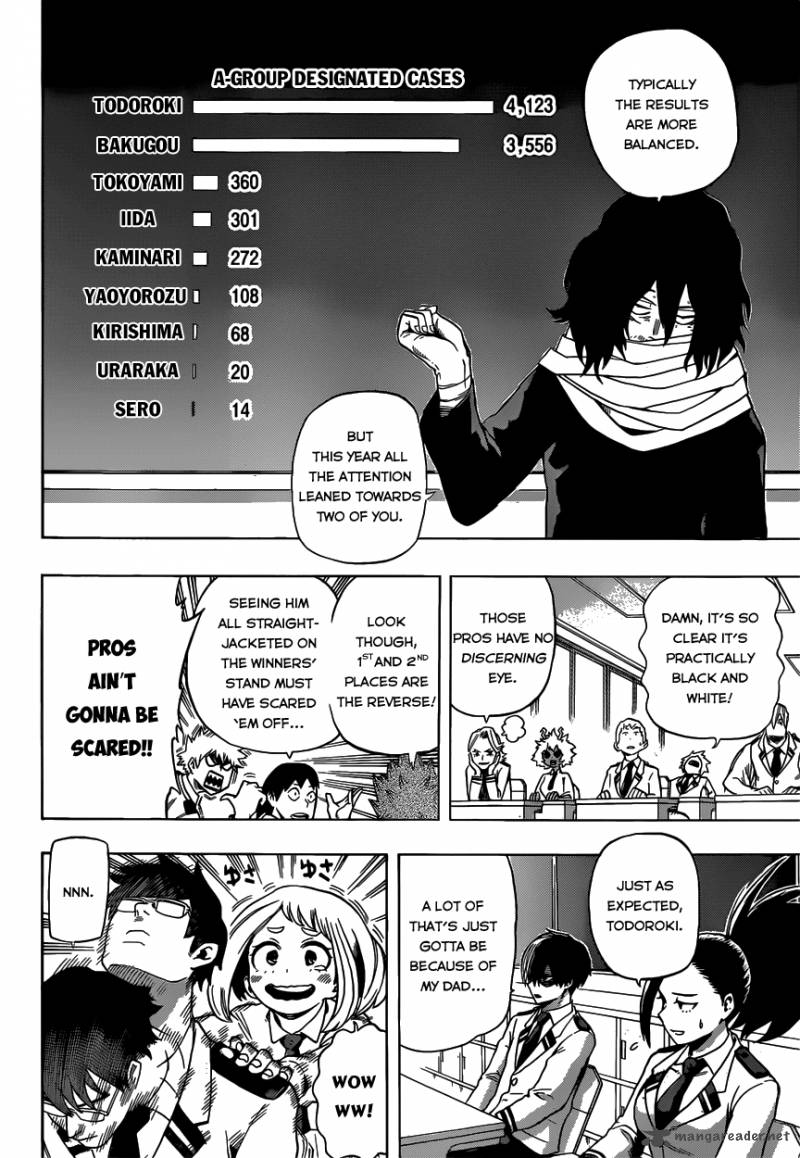 TYPICALLY
THE RESULTS
ARE MORE
BALANCED.
A-GROUP DESIGNATED CASES
TODOROKI 4,123
BAKUGOU 3,556
TOKOYAMI 360
IIDA 301
KAMINARI 272
YAOYOROZU 108
KIRISHIMA 68
URARAKA 20
SERO 14
BUT
THIS YEAR ALL
THE ATTENTION
LEANED TOWARDS
TWO OF YOU.
DAMN, IT'S SO
CLEAR IT'S
PRACTICALLY
BLACK AND
WHITE!
THOSE
PROS HAVE NO
DISCERNING
EYE.
LOOK
THOUGH,
1ST AND 2ND
PLACES ARE
THE REVERSE!
SEEING HIM
ALL STRAIGHT-
JACKETED ON
THE WINNERS'
STAND MUST
HAVE SCARED
'EM OFF...
PROS
AIN'T
GONNA BE
SCARED!!
JUST AS
EXPECTED,
TODOROKI.
A LOT OF
THAT'S JUST
GOTTA BE
BECAUSE OF
MY DAD...
ゆさ
ゆさ
WOW
WW!
NNN.
mangareader.net